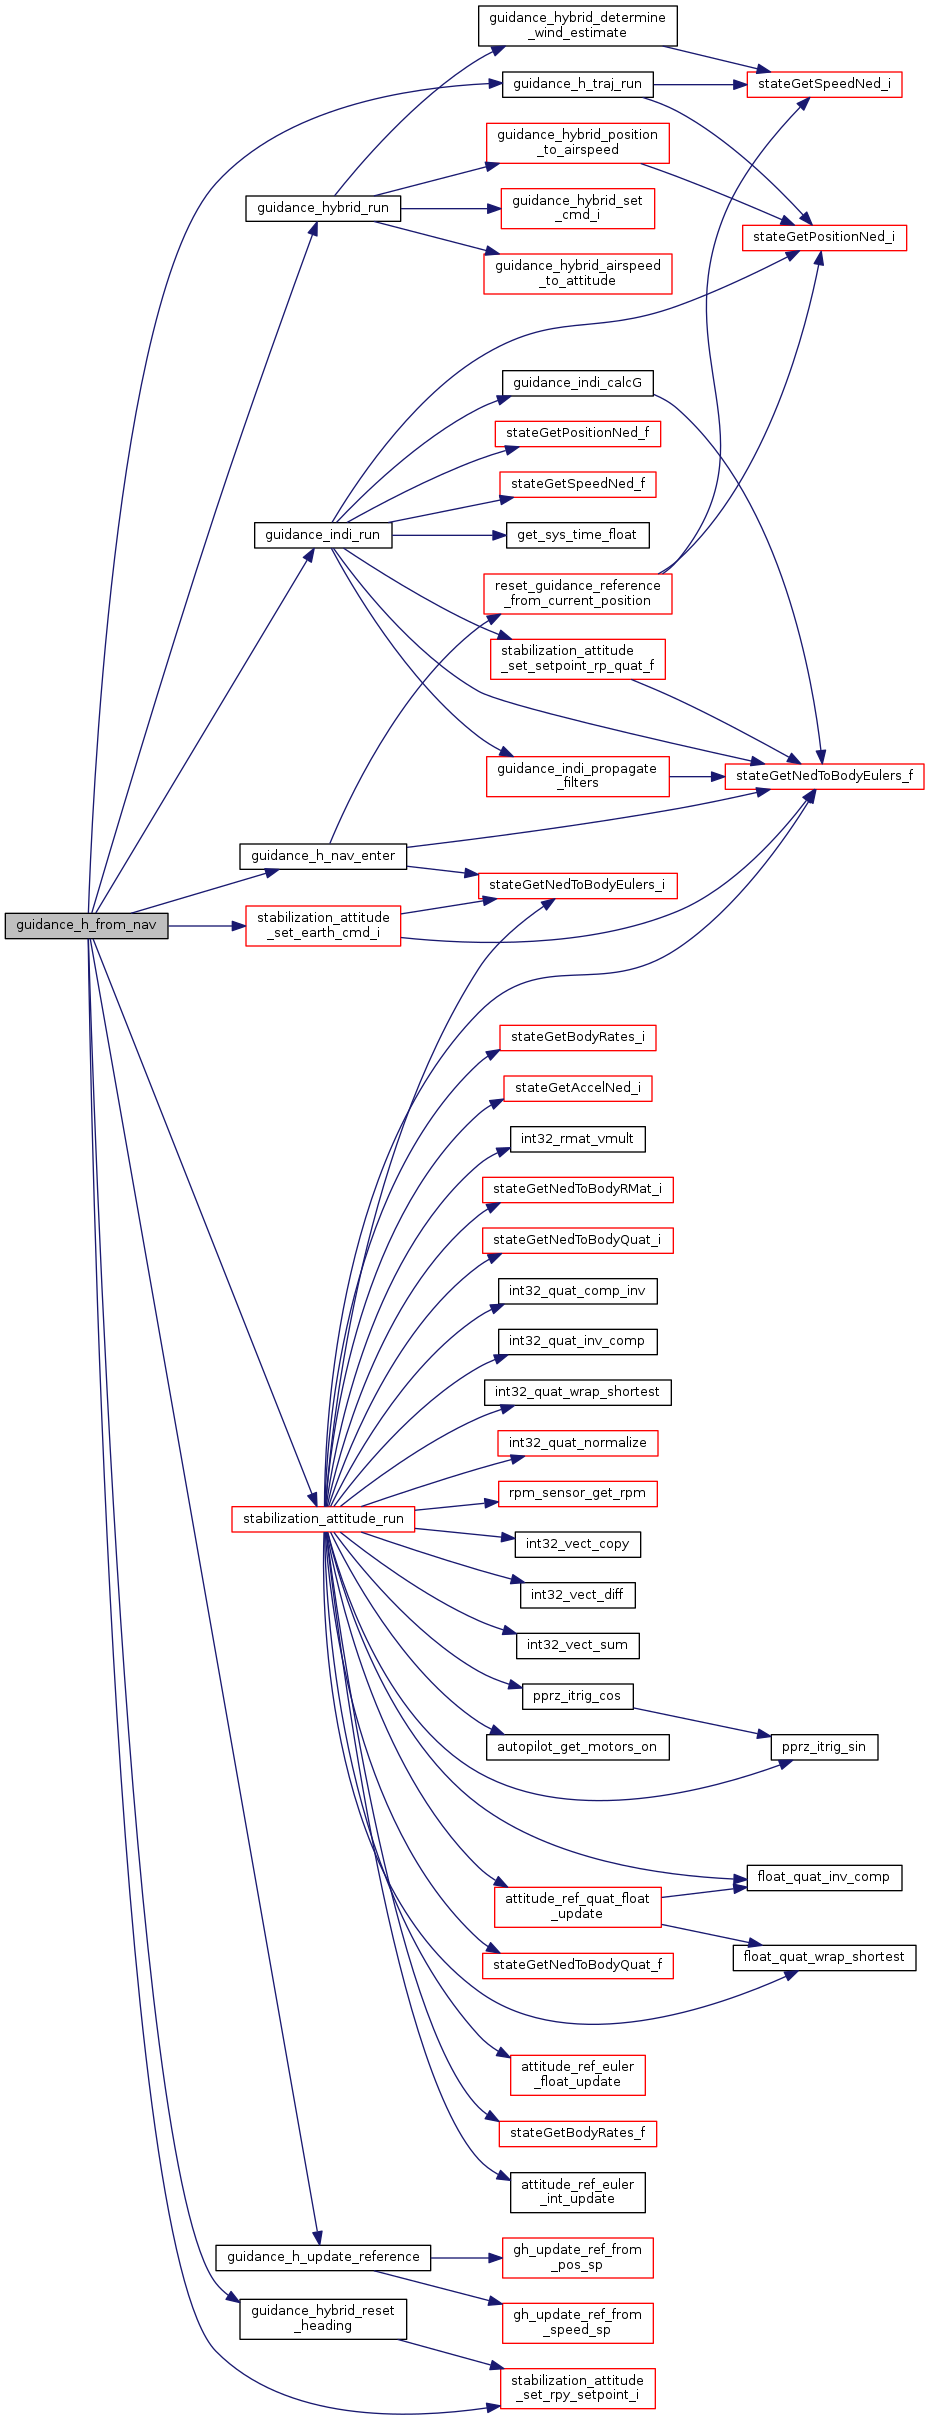 guidance_hybrid_determine
_wind_estimate
stateGetSpeedNed_i
guidance_h_traj_run
guidance_hybrid_position
_to_airspeed
guidance_hybrid_run
guidance_hybrid_set
_cmd_i
stateGetPositionNed_i
guidance_hybrid_airspeed
_to_attitude
guidance_indi_calcG
stateGetPositionNed_f
stateGetSpeedNed_f
guidance_indi_run
get_sys_time_float
reset_guidance_reference
_from_current_position
stabilization_attitude
_set_setpoint_rp_quat_f
guidance_indi_propagate
_filters
stateGetNedToBodyEulers_f
guidance_h_nav_enter
stateGetNedToBodyEulers_i
guidance_h_from_nav
stabilization_attitude
_set_earth_cmd_i
stateGetBodyRates_i
stateGetAccelNed_i
int32_rmat_vmult
stateGetNedToBodyRMat_i
stateGetNedToBodyQuat_i
int32_quat_comp_inv
int32_quat_inv_comp
int32_quat_wrap_shortest
int32_quat_normalize
rpm_sensor_get_rpm
stabilization_attitude_run
int32_vect_copy
int32_vect_diff
int32_vect_sum
pprz_itrig_cos
autopilot_get_motors_on
pprz_itrig_sin
float_quat_inv_comp
attitude_ref_quat_float
_update
float_quat_wrap_shortest
stateGetNedToBodyQuat_f
attitude_ref_euler
_float_update
stateGetBodyRates_f
attitude_ref_euler
_int_update
guidance_h_update_reference
gh_update_ref_from
_pos_sp
guidance_hybrid_reset
_heading
gh_update_ref_from
_speed_sp
stabilization_attitude
_set_rpy_setpoint_i